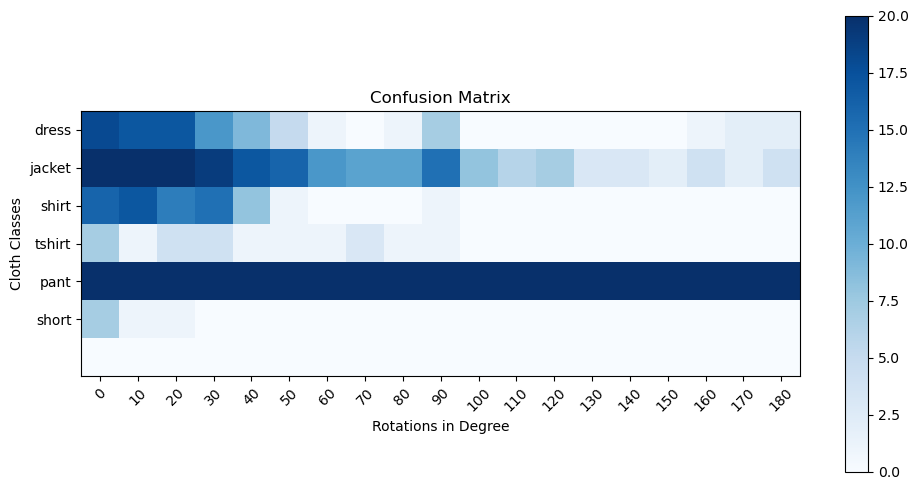 Confusion Matrix
Cloth Classes
dress
jacket
shirt
tshirt
pant
short
0 10 20 30 40 50 60 70 80 90 100 110 120 130 140 150 160 170 180
Rotations in Degree
20.0
17.5
15.0
12.5
10.0
7.5
5.0
2.5
0.0